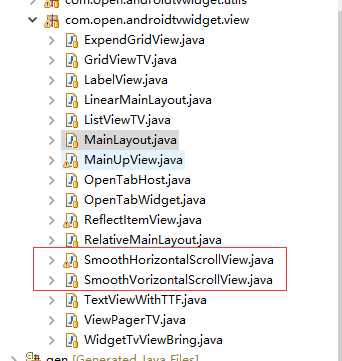 com.open.androidtvwidget.utils
com.open.androidtvwidget.view
ExpendGridView.java
GridViewTV.java
LabelView.java
LinearMainLayout.java
ListViewTV.java
MainLayout.java
MainUpView.java
OpenTabHost.java
OpenTabWidget.java
ReflectItemView.java
RelativeMainLayout.java
SmoothHorizontalScrollView.java
SmoothVorizontalScrollView.java
TextViewWithTTF.java
ViewPagerTV.java
WidgetTvViewBring.java
gen [Generated Java Files]